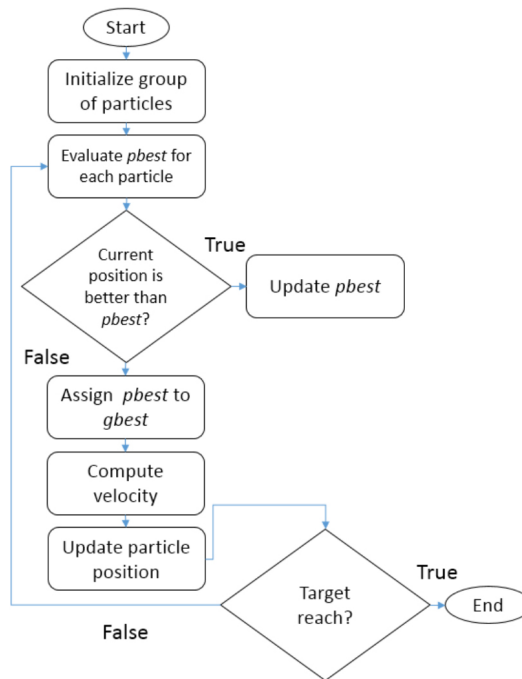 Start
Initialize group
of particles
Evaluate pbest for
each particle
True
Current
position is
better than
pbest?
Update pbest
False
Assign pbest to
gbest
Compute
velocity
Update particle
position
Target
reach?
True
End
False